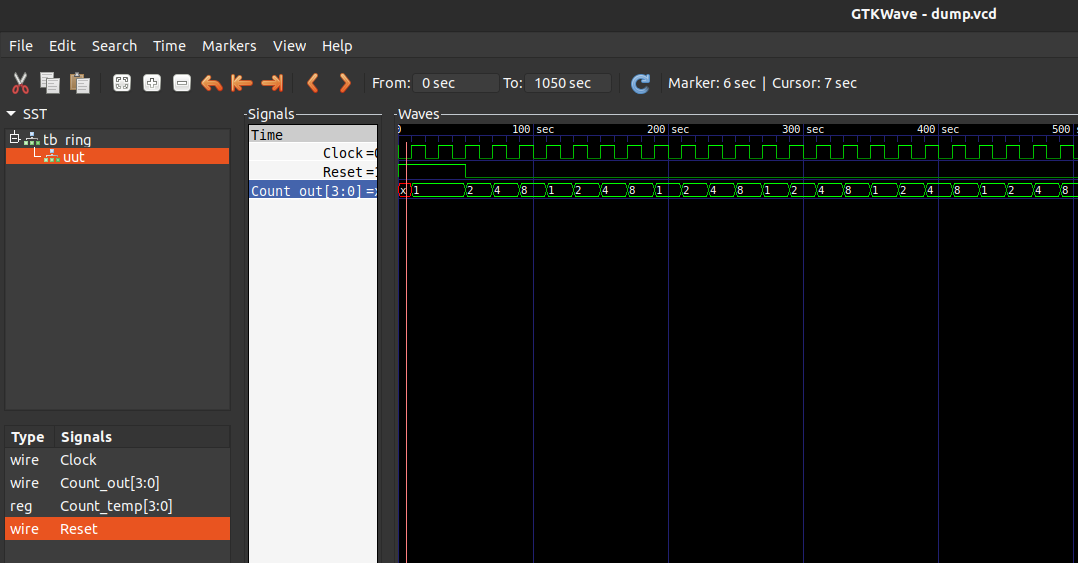 GTKWave - dump.vcd
File Edit Search Time Markers View Help
From: 0 sec To: 1050 sec Marker: 6 sec | Cursor: 7 sec
SST
tb_ring
uut
Signals
Time
Clock=0
Reset=1
Count_out[3:0]=x
Waves
0 100 sec 200 sec 300 sec 400 sec 500 s
x 1 2 4 8 1 2 4 8 1 2 4 8 1 2 4 8 1 2 4 8 1 2 4 8
Type Signals
wire Clock
wire Count_out[3:0]
reg Count_temp[3:0]
wire Reset